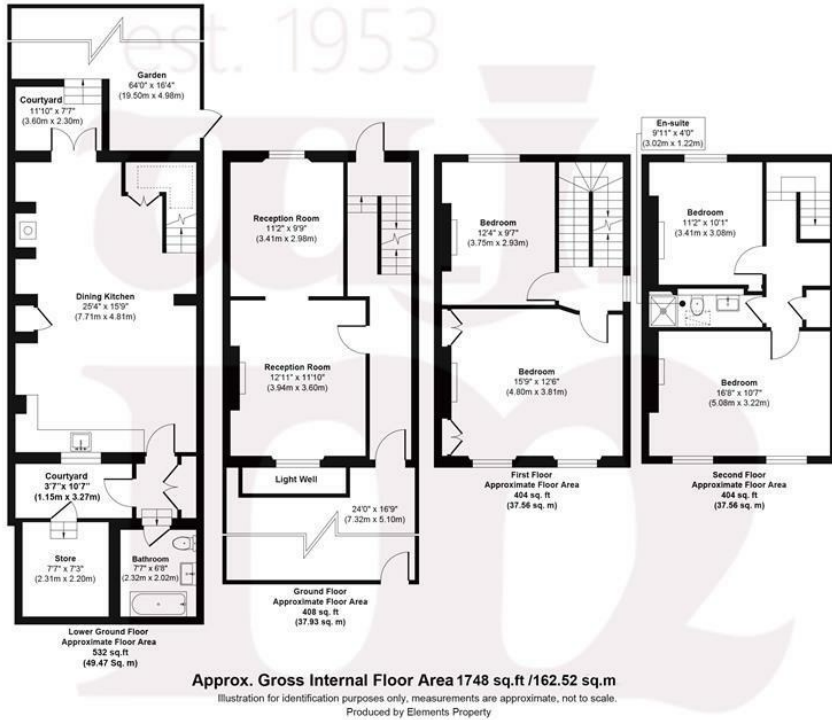 est. 1953
Garden
64'0" x 16'4"
(19.50m x 4.98m)
Courtyard
11'10" x 7'7"
(3.60m x 2.30m)
Dining Kitchen
25'4" x 15'9"
(7.71m x 4.81m)
Courtyard
3'7" x 10'7"
(1.15m x 3.27m)
Store
7'7" x 7'3"
(2.31m x 2.20m)
Bathroom
7'7" x 6'8"
(2.32m x 2.02m)
Lower Ground Floor
Approximate Floor Area
532 sq.ft
(49.47 Sq. m)
Reception Room
11'2" x 9'9"
(3.41m x 2.98m)
Reception Room
12'11" x 11'10"
(3.94m x 3.60m)
Light Well
24'0" x 16'9"
(7.32m x 5.10m)
Ground Floor
Approximate Floor Area
408 sq. ft
(37.93 sq. m)
Bedroom
12'4" x 9'7"
(3.75m x 2.93m)
Bedroom
15'9" x 12'6"
(4.80m x 3.81m)
First Floor
Approximate Floor Area
404 sq. ft
(37.56 sq. m)
En-suite
9'11" x 4'0"
(3.02m x 1.22m)
Bedroom
11'2" x 10'1"
(3.41m x 3.08m)
Bedroom
16'8" x 10'7"
(5.08m x 3.22m)
Second Floor
Approximate Floor Area
404 sq. ft
(37.56 sq. m)
Approx. Gross Internal Floor Area 1748 sq.ft /162.52 sq.m
Illustration for identification purposes only, measurements are approximate, not to scale.
Produced by Elements Property